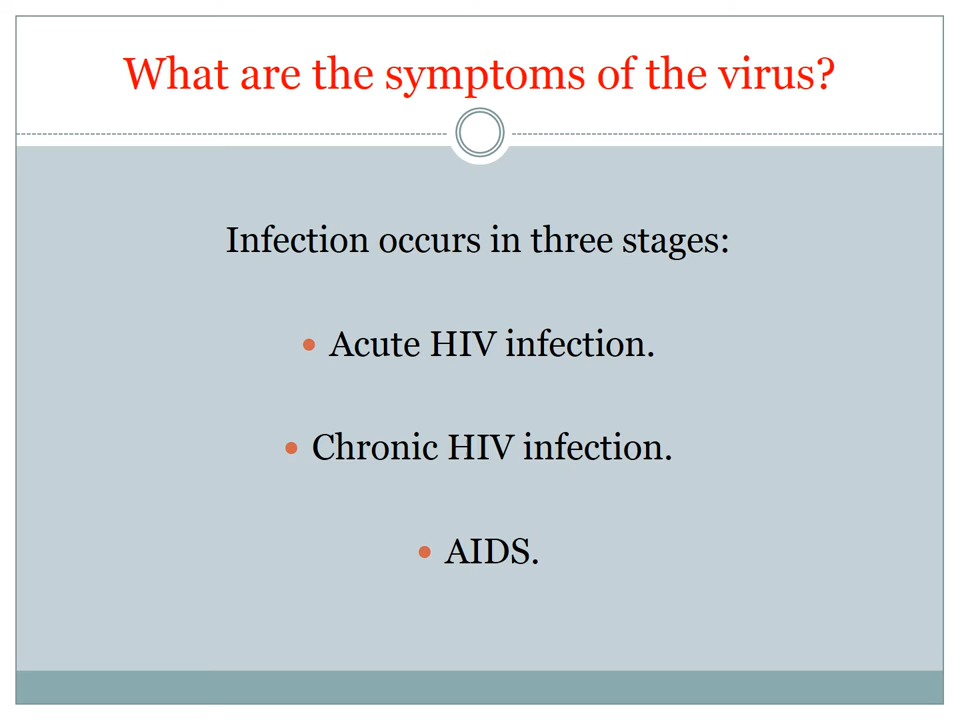 What are the symptoms of the virus?
Infection occurs in three stages:
• Acute HIV infection.
• Chronic HIV infection.
• AIDS.